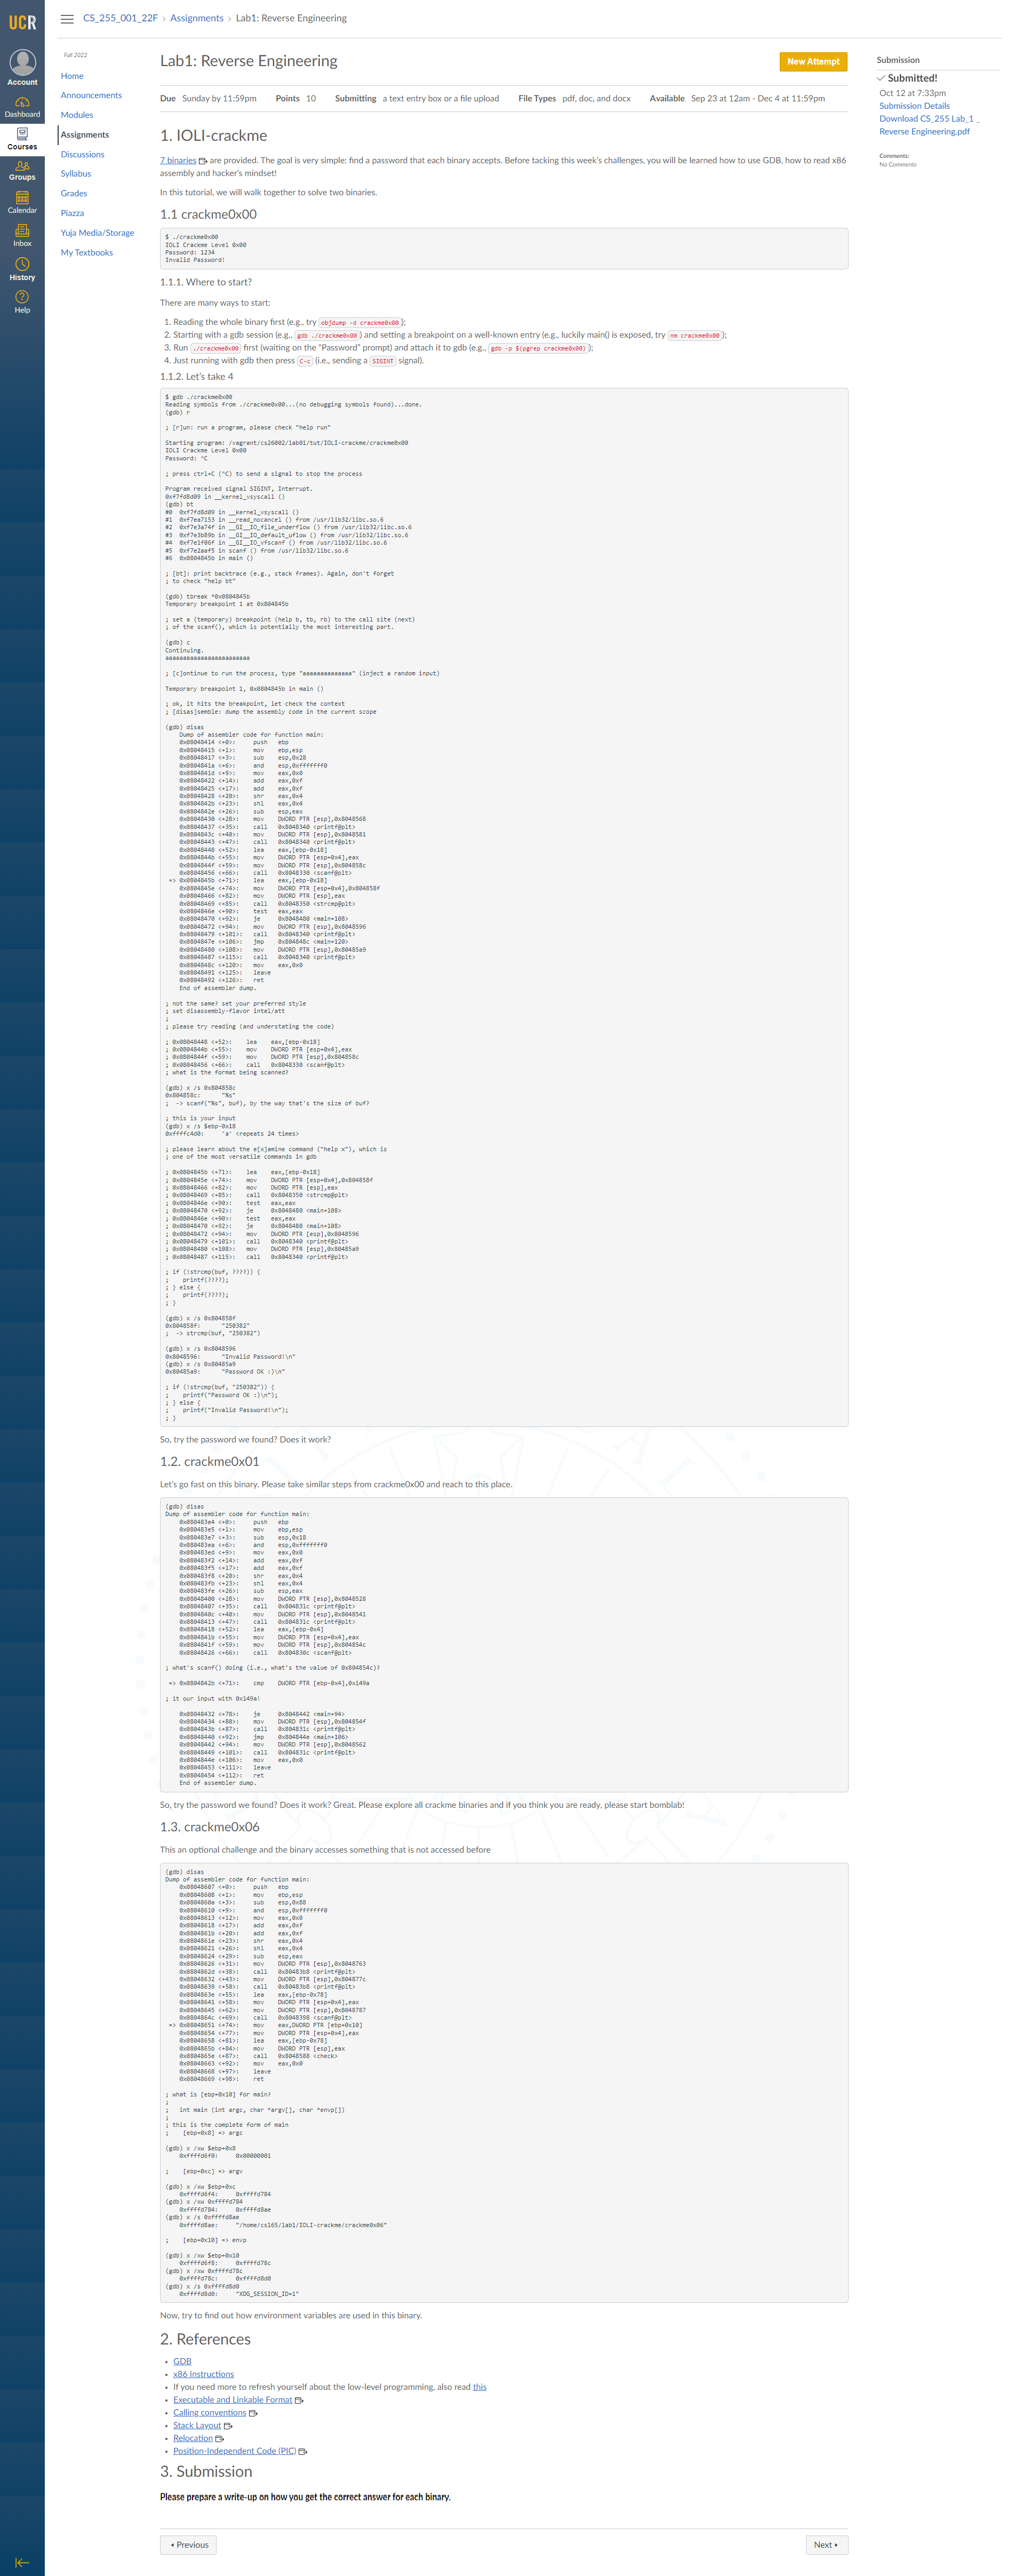 UCR
Account
Dashboard
Courses
Groups
Calendar
Inbox
History
Help
CS_255_001_22F › Assignments › Lab1: Reverse Engineering
Fall 2022
Home
Announcements
Modules
Assignments
Discussions
Syllabus
Grades
Piazza
Yuja Media/Storage
My Textbooks
Lab1: Reverse Engineering
New Attempt
Due Sunday by 11:59pm Points 10 Submitting a text entry box or a file upload File Types pdf, doc, and docx Available Sep 23 at 12am - Dec 4 at 11:59pm
Submission
Submitted!
Oct 12 at 7:33pm
Submission Details
Download CS_255 Lab_1 _
Reverse Engineering.pdf
Comments:
No Comments
1. IOLI-crackme
7 binaries are provided. The goal is very simple: find a password that each binary accepts. Before tacking this week's challenges, you will be learned how to use GDB, how to read x86
assembly and hacker's mindset!
In this tutorial, we will walk together to solve two binaries.
1.1 crackme0x00
$ ./crackme0x00
IOLI Crackme Level 0x00
Password: 1234
Invalid Password!
1.1.1. Where to start?
There are many ways to start:
1. Reading the whole binary first (e.g., try objdump -d crackme0x00);
2. Starting with a gdb session (e.g., gdb ./crackme0x00) and setting a breakpoint on a well-known entry (e.g., luckily main() is exposed, try nm crackme0x00);
3. Run ./crackme0x00 first (waiting on the "Password" prompt) and attach it to gdb (e.g., gdb -p $(pgrep crackme0x00));
4. Just running with gdb then press C-c (i.e., sending a SIGINT signal).
1.1.2. Let's take 4
$ gdb ./crackme0x00
Reading symbols from ./crackme0x00...(no debugging symbols found)...done.
(gdb) r
; [r]un: run a program, please check "help run"
Starting program: /vagrant/cs26002/lab01/tut/IOLI-crackme/crackme0x00
IOLI Crackme Level 0x00
Password: ^C
; press ctrl+C (^C) to send a signal to stop the process
Program received signal SIGINT, Interrupt.
0xf7fd8d09 in __kernel_vsyscall ()
(gdb) bt
#0 0xf7fd8d09 in __kernel_vsyscall ()
#1 0xf7ea7153 in __read_nocancel () from /usr/lib32/libc.so.6
#2 0xf7e3a74f in __GI__IO_file_underflow () from /usr/lib32/libc.so.6
#3 0xf7e3b89b in __GI__IO_default_uflow () from /usr/lib32/libc.so.6
#4 0xf7e1f06f in __GI__IO_vfscanf () from /usr/lib32/libc.so.6
#5 0xf7e2aaf5 in scanf () from /usr/lib32/libc.so.6
#6 0x0804845b in main ()
; [bt]: print backtrace (e.g., stack frames). Again, don't forget
; to check "help bt"
(gdb) tbreak *0x0804845b
Temporary breakpoint 1 at 0x804845b
; set a (temporary) breakpoint (help b, tb, rb) to the call site (next)
; of the scanf(), which is potentially the most interesting part.
(gdb) c
Continuing.
aaaaaaaaaaaaaaaaaaaaaaaa
; [c]ontinue to run the process, type "aaaaaaaaaaaaaa" (inject a random input)
Temporary breakpoint 1, 0x0804845b in main ()
; ok, it hits the breakpoint, let check the context
; [disas]semble: dump the assembly code in the current scope
(gdb) disas
Dump of assembler code for function main:
0x08048414 <+0>: push ebp
0x08048415 <+1>: mov ebp,esp
0x08048417 <+3>: sub esp,0x28
0x0804841a <+6>: and esp,0xfffffff0
0x0804841d <+9>: mov eax,0x0
0x08048422 <+14>: add eax,0xf
0x08048425 <+17>: add eax,0xf
0x08048428 <+20>: shr eax,0x4
0x0804842b <+23>: shl eax,0x4
0x0804842e <+26>: sub esp,eax
0x08048430 <+28>: mov DWORD PTR [esp],0x8048568
0x08048437 <+35>: call 0x8048340 <printf@plt>
0x0804843c <+40>: mov DWORD PTR [esp],0x8048581
0x08048443 <+47>: call 0x8048340 <printf@plt>
0x08048448 <+52>: lea eax,[ebp-0x18]
0x0804844b <+55>: mov DWORD PTR [esp+0x4],eax
0x0804844f <+59>: mov DWORD PTR [esp],0x804858c
0x08048456 <+66>: call 0x8048330 <scanf@plt>
=> 0x0804845b <+71>: lea eax,[ebp-0x18]
0x0804845e <+74>: mov DWORD PTR [esp+0x4],0x804858f
0x08048466 <+82>: mov DWORD PTR [esp],eax
0x08048469 <+85>: call 0x8048350 <strcmp@plt>
0x0804846e <+90>: test eax,eax
0x08048470 <+92>: je 0x8048480 <main+108>
0x08048472 <+94>: mov DWORD PTR [esp],0x8048596
0x08048479 <+101>: call 0x8048340 <printf@plt>
0x0804847e <+106>: jmp 0x804848c <main+120>
0x08048480 <+108>: mov DWORD PTR [esp],0x80485a9
0x08048487 <+115>: call 0x8048340 <printf@plt>
0x0804848c <+120>: mov eax,0x0
0x08048491 <+125>: leave
0x08048492 <+126>: ret
End of assembler dump.
; not the same? set your preferred style
; set disassembly-flavor intel/att
;
; please try reading (and understating the code)
; 0x08048448 <+52>: lea eax,[ebp-0x18]
; 0x0804844b <+55>: mov DWORD PTR [esp+0x4],eax
; 0x0804844f <+59>: mov DWORD PTR [esp],0x804858c
; 0x08048456 <+66>: call 0x8048330 <scanf@plt>
; what is the format being scanned?
(gdb) x /s 0x804858c
0x804858c: "%s"
; -> scanf("%s", buf), by the way that's the size of buf?
; this is your input
(gdb) x /s $ebp-0x18
0xffffc4d0: 'a' <repeats 24 times>
; please learn about the e[x]amine command ("help x"), which is
; one of the most versatile commands in gdb
; 0x0804845b <+71>: lea eax,[ebp-0x18]
; 0x0804845e <+74>: mov DWORD PTR [esp+0x4],0x804858f
; 0x08048466 <+82>: mov DWORD PTR [esp],eax
; 0x08048469 <+85>: call 0x8048350 <strcmp@plt>
; 0x0804846e <+90>: test eax,eax
; 0x08048470 <+92>: je 0x8048480 <main+108>
; 0x0804846e <+90>: test eax,eax
; 0x08048470 <+92>: je 0x8048480 <main+108>
; 0x08048472 <+94>: mov DWORD PTR [esp],0x8048596
; 0x08048479 <+101>: call 0x8048340 <printf@plt>
; 0x08048480 <+108>: mov DWORD PTR [esp],0x80485a9
; 0x08048487 <+115>: call 0x8048340 <printf@plt>
; if (!strcmp(buf, ????)) {
; printf(????);
; } else {
; printf(????);
; }
(gdb) x /s 0x804858f
0x804858f: "250382"
; -> strcmp(buf, "250382")
(gdb) x /s 0x8048596
0x8048596: "Invalid Password!\n"
(gdb) x /s 0x80485a9
0x80485a9: "Password OK :)\n"
; if (!strcmp(buf, "250382")) {
; printf("Password OK :)\n");
; } else {
; printf("Invalid Password!\n");
; }
So, try the password we found? Does it work?
1.2. crackme0x01
Let's go fast on this binary. Please take similar steps from crackme0x00 and reach to this place.
(gdb) disas
Dump of assembler code for function main:
0x080483e4 <+0>: push ebp
0x080483e5 <+1>: mov ebp,esp
0x080483e7 <+3>: sub esp,0x18
0x080483ea <+6>: and esp,0xfffffff0
0x080483ed <+9>: mov eax,0x0
0x080483f2 <+14>: add eax,0xf
0x080483f5 <+17>: add eax,0xf
0x080483f8 <+20>: shr eax,0x4
0x080483fb <+23>: shl eax,0x4
0x080483fe <+26>: sub esp,eax
0x08048400 <+28>: mov DWORD PTR [esp],0x8048528
0x08048407 <+35>: call 0x804831c <printf@plt>
0x0804840c <+40>: mov DWORD PTR [esp],0x8048541
0x08048413 <+47>: call 0x804831c <printf@plt>
0x08048418 <+52>: lea eax,[ebp-0x4]
0x0804841b <+55>: mov DWORD PTR [esp+0x4],eax
0x0804841f <+59>: mov DWORD PTR [esp],0x804854c
0x08048426 <+66>: call 0x804830c <scanf@plt>
; what's scanf() doing (i.e., what's the value of 0x804854c)?
=> 0x0804842b <+71>: cmp DWORD PTR [ebp-0x4],0x149a
; it our input with 0x149a!
0x08048432 <+78>: je 0x8048442 <main+94>
0x08048434 <+80>: mov DWORD PTR [esp],0x804854f
0x0804843b <+87>: call 0x804831c <printf@plt>
0x08048440 <+92>: jmp 0x804844e <main+106>
0x08048442 <+94>: mov DWORD PTR [esp],0x8048562
0x08048449 <+101>: call 0x804831c <printf@plt>
0x0804844e <+106>: mov eax,0x0
0x08048453 <+111>: leave
0x08048454 <+112>: ret
End of assembler dump.
So, try the password we found? Does it work? Great. Please explore all crackme binaries and if you think you are ready, please start bomblab!
1.3. crackme0x06
This an optional challenge and the binary accesses something that is not accessed before
(gdb) disas
Dump of assembler code for function main:
0x08048607 <+0>: push ebp
0x08048608 <+1>: mov ebp,esp
0x0804860a <+3>: sub esp,0x88
0x08048610 <+9>: and esp,0xfffffff0
0x08048613 <+12>: mov eax,0x0
0x08048618 <+17>: add eax,0xf
0x0804861b <+20>: add eax,0xf
0x0804861e <+23>: shr eax,0x4
0x08048621 <+26>: shl eax,0x4
0x08048624 <+29>: sub esp,eax
0x08048626 <+31>: mov DWORD PTR [esp],0x8048763
0x0804862d <+38>: call 0x80483b8 <printf@plt>
0x08048632 <+43>: mov DWORD PTR [esp],0x804877c
0x08048639 <+50>: call 0x80483b8 <printf@plt>
0x0804863e <+55>: lea eax,[ebp-0x78]
0x08048641 <+58>: mov DWORD PTR [esp+0x4],eax
0x08048645 <+62>: mov DWORD PTR [esp],0x8048787
0x0804864c <+69>: call 0x8048398 <scanf@plt>
=> 0x08048651 <+74>: mov eax,DWORD PTR [ebp+0x10]
0x08048654 <+77>: mov DWORD PTR [esp+0x4],eax
0x08048658 <+81>: lea eax,[ebp-0x78]
0x0804865b <+84>: mov DWORD PTR [esp],eax
0x0804865e <+87>: call 0x8048588 <check>
0x08048663 <+92>: mov eax,0x0
0x08048668 <+97>: leave
0x08048669 <+98>: ret
; what is [ebp+0x10] for main?
;
; int main (int argc, char *argv[], char *envp[])
;
; this is the complete form of main
; [ebp+0x8] => argc
(gdb) x /xw $ebp+0x8
0xffffd6f0: 0x00000001
; [ebp+0xc] => argv
(gdb) x /xw $ebp+0xc
0xffffd6f4: 0xffffd784
(gdb) x /xw 0xffffd784
0xffffd784: 0xffffd8ae
(gdb) x /s 0xffffd8ae
0xffffd8ae: "/home/cs165/lab1/IOLI-crackme/crackme0x06"
; [ebp+0x10] => envp
(gdb) x /xw $ebp+0x10
0xffffd6f8: 0xffffd78c
(gdb) x /xw 0xffffd78c
0xffffd78c: 0xffffd8d0
(gdb) x /s 0xffffd8d0
0xffffd8d0: "XDG_SESSION_ID=1"
Now, try to find out how environment variables are used in this binary.
2. References
• GDB
• x86 Instructions
• If you need more to refresh yourself about the low-level programming, also read this
• Executable and Linkable Format
• Calling conventions
• Stack Layout
• Relocation
• Position-Independent Code (PIC)
3. Submission
Please prepare a write-up on how you get the correct answer for each binary.
◂ Previous
Next ▸